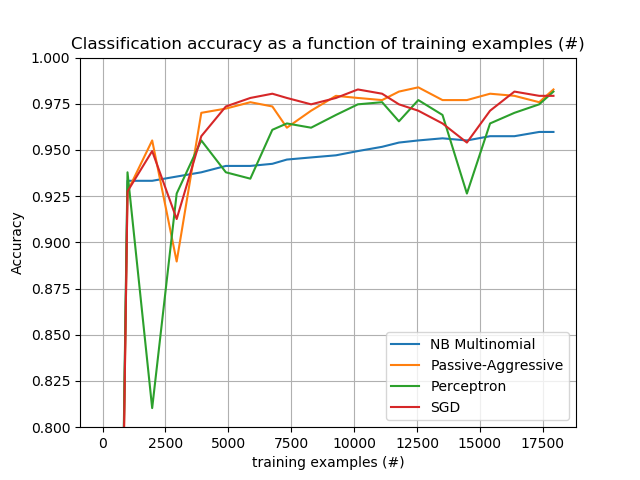 Classification accuracy as a function of training examples (#)
1.000
0.975
0.950
0.925
0.900
0.875
0.850
0.825
0.800
Accuracy
NB Multinomial
Passive-Aggressive
Perceptron
SGD
0 2500 5000 7500 10000 12500 15000 17500
training examples (#)